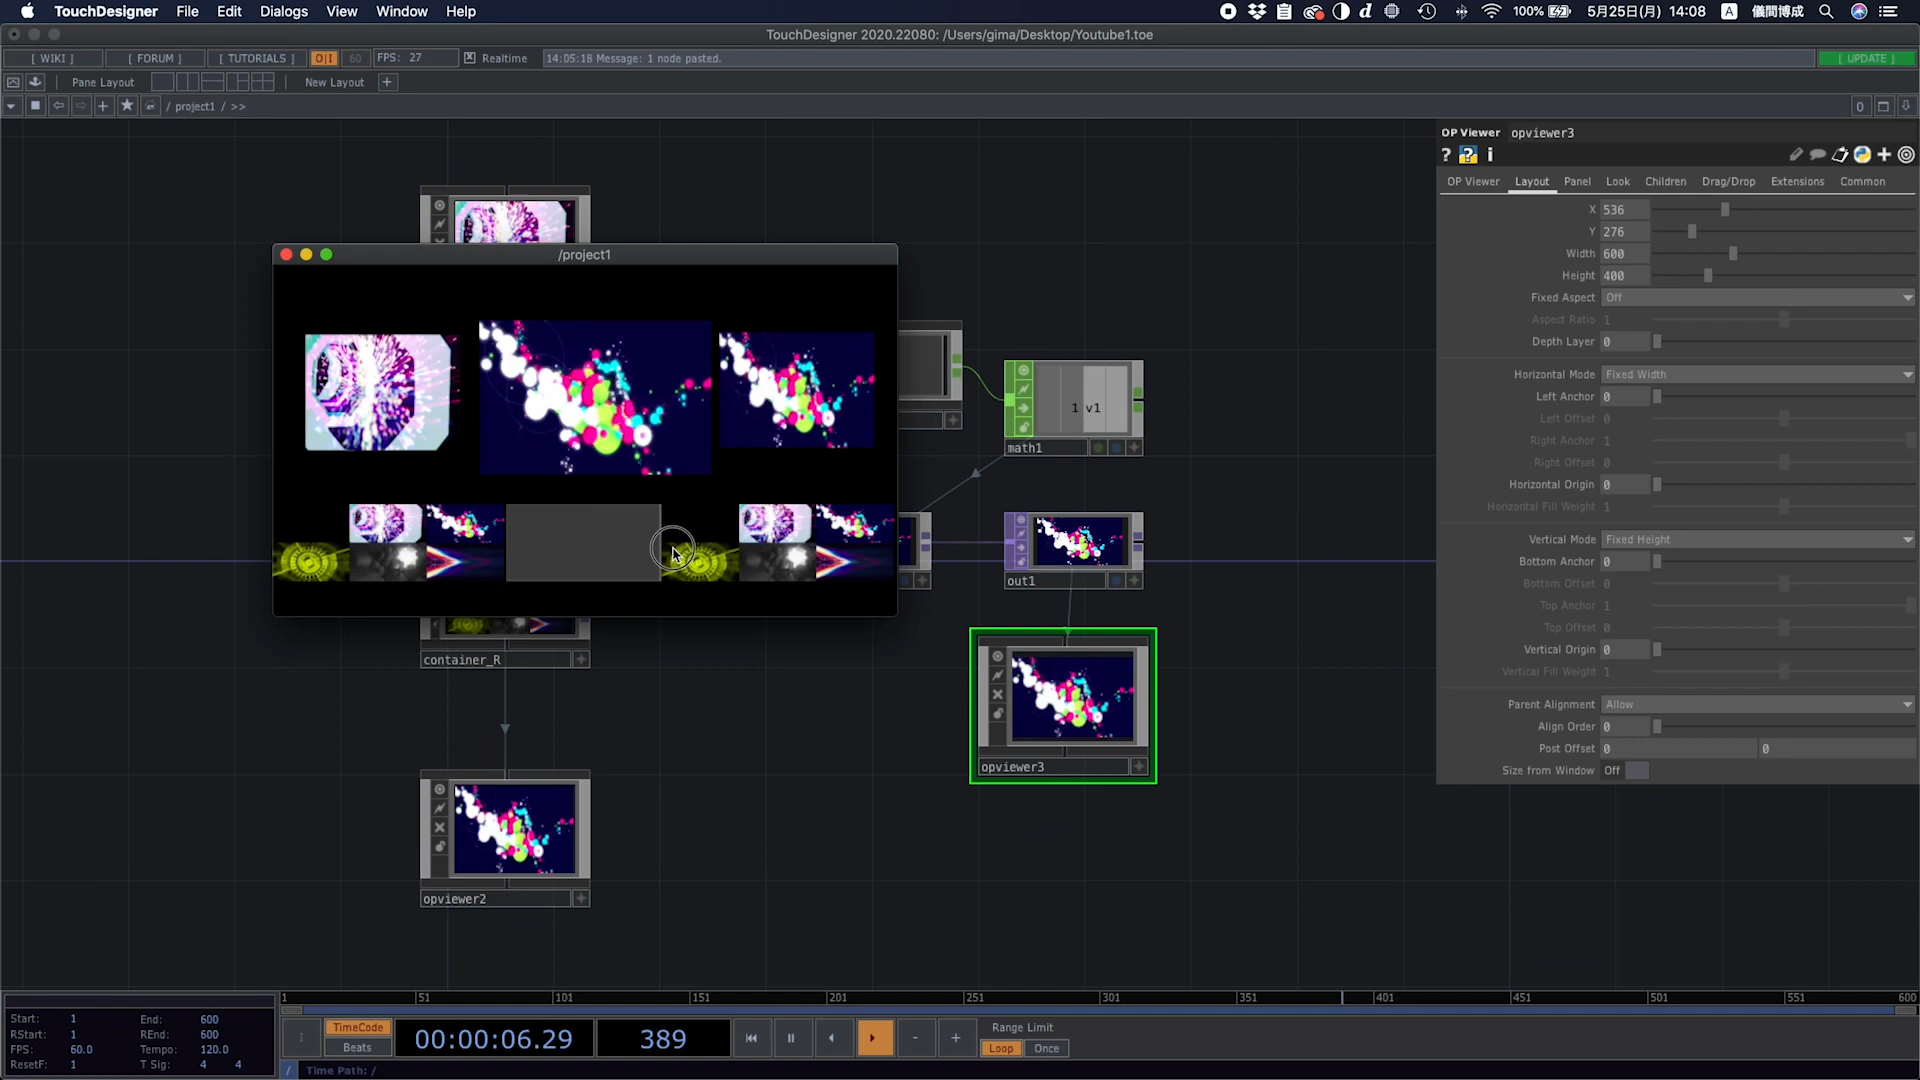 TouchDesigner File Edit Dialogs View Window Help
100% 5月25日(月) 14:08 A 儀間博成
TouchDesigner 2020.22080: /Users/gima/Desktop/Youtube1.toe
[ WIKI ] [ FORUM ] [ TUTORIALS ] O|I 60 FPS: 27 Realtime 14:05:18 Message: 1 node pasted. [ UPDATE ]
Pane Layout New Layout +
/ project1 / >> 0
OP Viewer opviewer3
? ? i
OP Viewer Layout Panel Look Children Drag/Drop Extensions Common
X 536
Y 276
Width 600
Height 400
Fixed Aspect Off
Aspect Ratio 1
Depth Layer 0
Horizontal Mode Fixed Width
Left Anchor 0
Left Offset 0
Right Anchor 1
Right Offset 0
Horizontal Origin 0
Horizontal Fill Weight 1
Vertical Mode Fixed Height
Bottom Anchor 0
Bottom Offset 0
Top Anchor 1
Top Offset 0
Vertical Origin 0
Vertical Fill Weight 1
Parent Alignment Allow
Align Order 0
Post Offset 0 0
Size from Window Off
/project1
1 v1
math1
out1
container_R
opviewer3
opviewer2
1 51 101 151 201 251 301 351 401 451 501 551 600
Start: 1 End: 600
RStart: 1 REnd: 600
FPS: 60.0 Tempo: 120.0
ResetF: 1 T Sig: 4 4
TimeCode
Beats
00:00:06.29
389
- +
Range Limit
Loop Once
/ Time Path: /